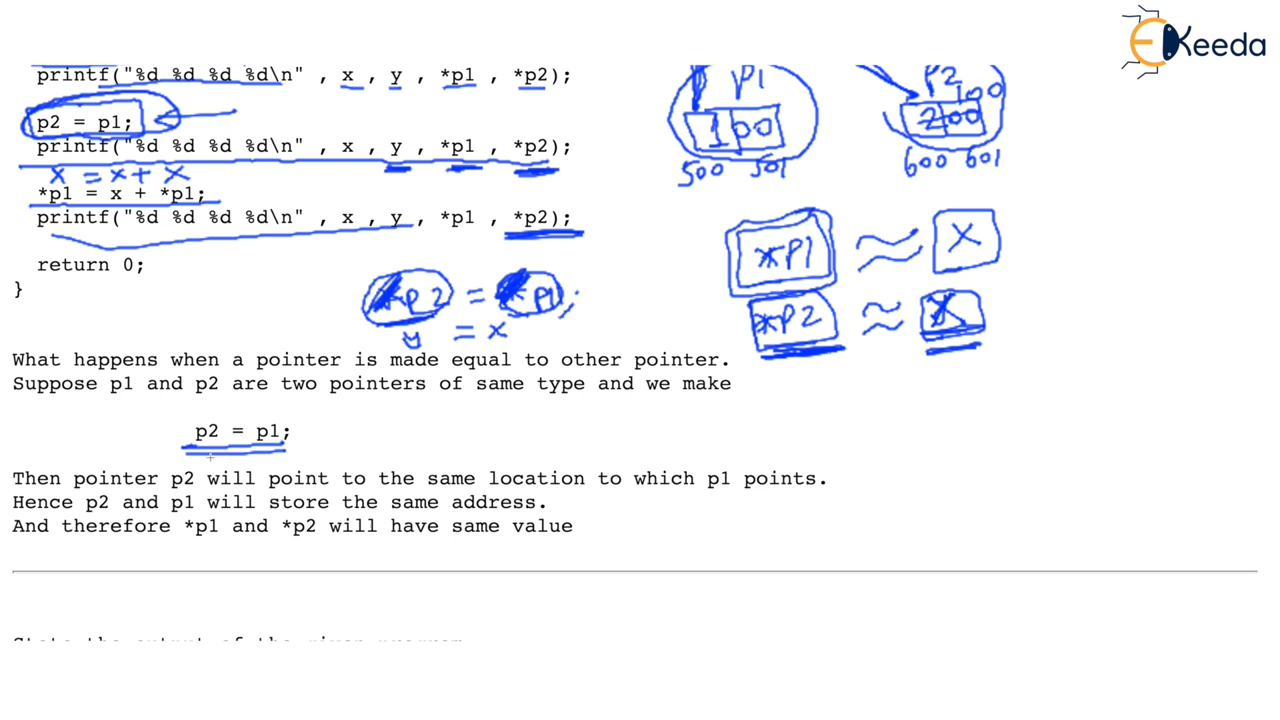 Keeda
printf("%d %d %d %d\n" , x , y , *p1 , *p2);
p2 = p1;
printf("%d %d %d %d\n" , x , y , *p1 , *p2);
x = x + x
*p1 = x + *p1;
printf("%d %d %d %d\n" , x , y , *p1 , *p2);
return 0;
}
p1
100
500 501
p2
100
200
600 601
*p1 ≈ x
*p2 ≈
*p2 = *p1;
y = x
What happens when a pointer is made equal to other pointer.
Suppose p1 and p2 are two pointers of same type and we make
p2 = p1;
Then pointer p2 will point to the same location to which p1 points.
Hence p2 and p1 will store the same address.
And therefore *p1 and *p2 will have same value